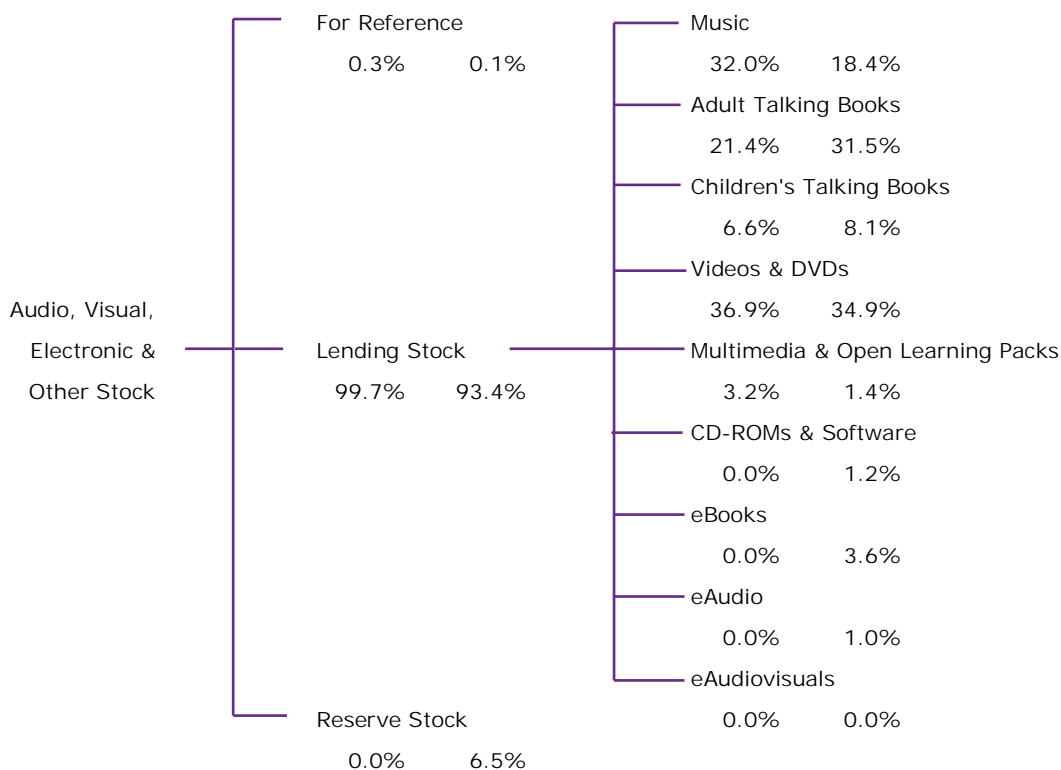 For Reference
0.3% 0.1%
Music
32.0% 18.4%
Adult Talking Books
21.4% 31.5%
Children's Talking Books
6.6% 8.1%
Videos & DVDs
36.9% 34.9%
Audio, Visual,
Electronic &
Other Stock
Lending Stock
99.7% 93.4%
Multimedia & Open Learning Packs
3.2% 1.4%
CD-ROMs & Software
0.0% 1.2%
eBooks
0.0% 3.6%
eAudio
0.0% 1.0%
eAudiovisuals
0.0% 0.0%
Reserve Stock
0.0% 6.5%